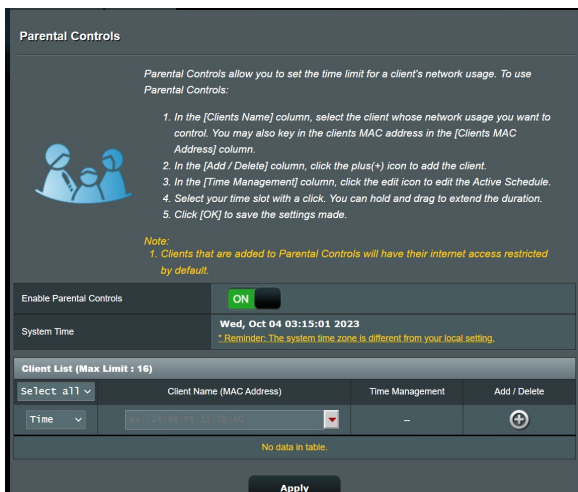 Parental Controls
Parental Controls allow you to set the time limit for a client's network usage. To use
Parental Controls:
1. In the [Clients Name] column, select the client whose network usage you want to
control. You may also key in the clients MAC address in the [Clients MAC
Address] column.
2. In the [Add / Delete] column, click the plus(+) icon to add the client.
3. In the [Time Management] column, click the edit icon to edit the Active Schedule.
4. Select your time slot with a click. You can hold and drag to extend the duration.
5. Click [OK] to save the settings made.
Note:
1. Clients that are added to Parental Controls will have their internet access restricted
by default.
Enable Parental Controls ON
System Time Wed, Oct 04 03:15:01 2023
* Reminder: The system time zone is different from your local setting.
Client List (Max Limit : 16)
Select all Client Name (MAC Address) Time Management Add / Delete
Time --
No data in table.
Apply